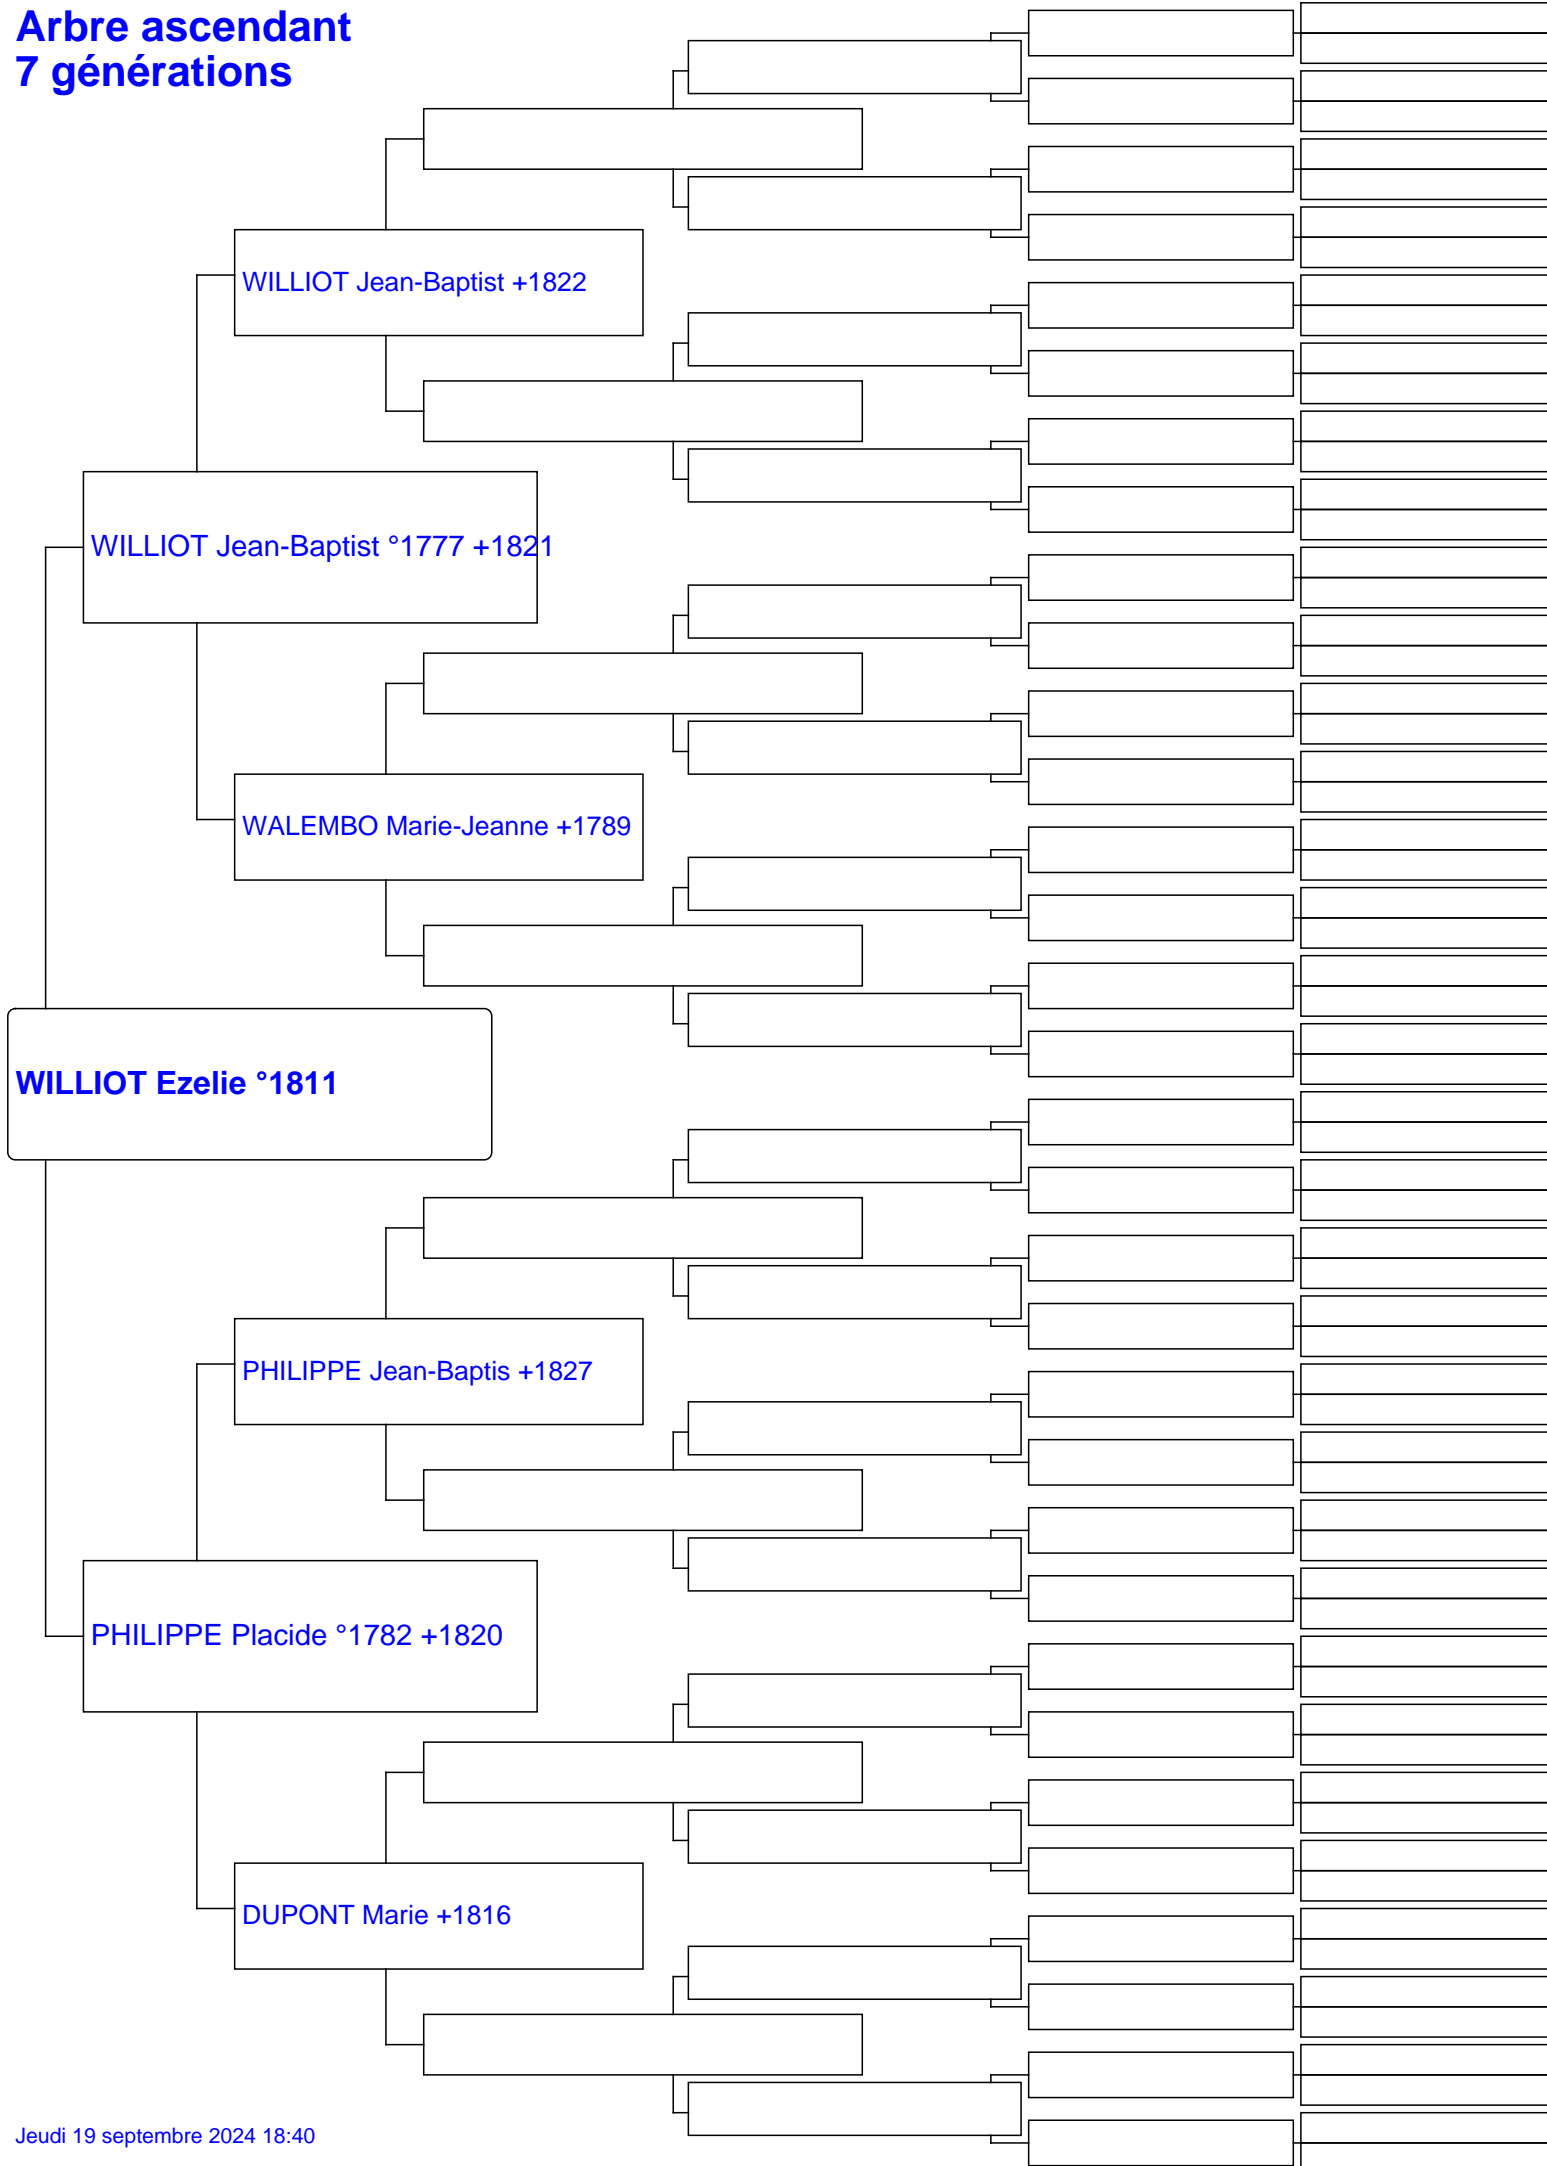 Arbre ascendant
7 générations
WILLIOT Jean-Baptist +1822
WILLIOT Jean-Baptist °1777 +1821
WALEMBO Marie-Jeanne +1789
WILLIOT Ezelie °1811
PHILIPPE Jean-Baptis +1827
PHILIPPE Placide °1782 +1820
DUPONT Marie +1816
Jeudi 19 septembre 2024 18:40